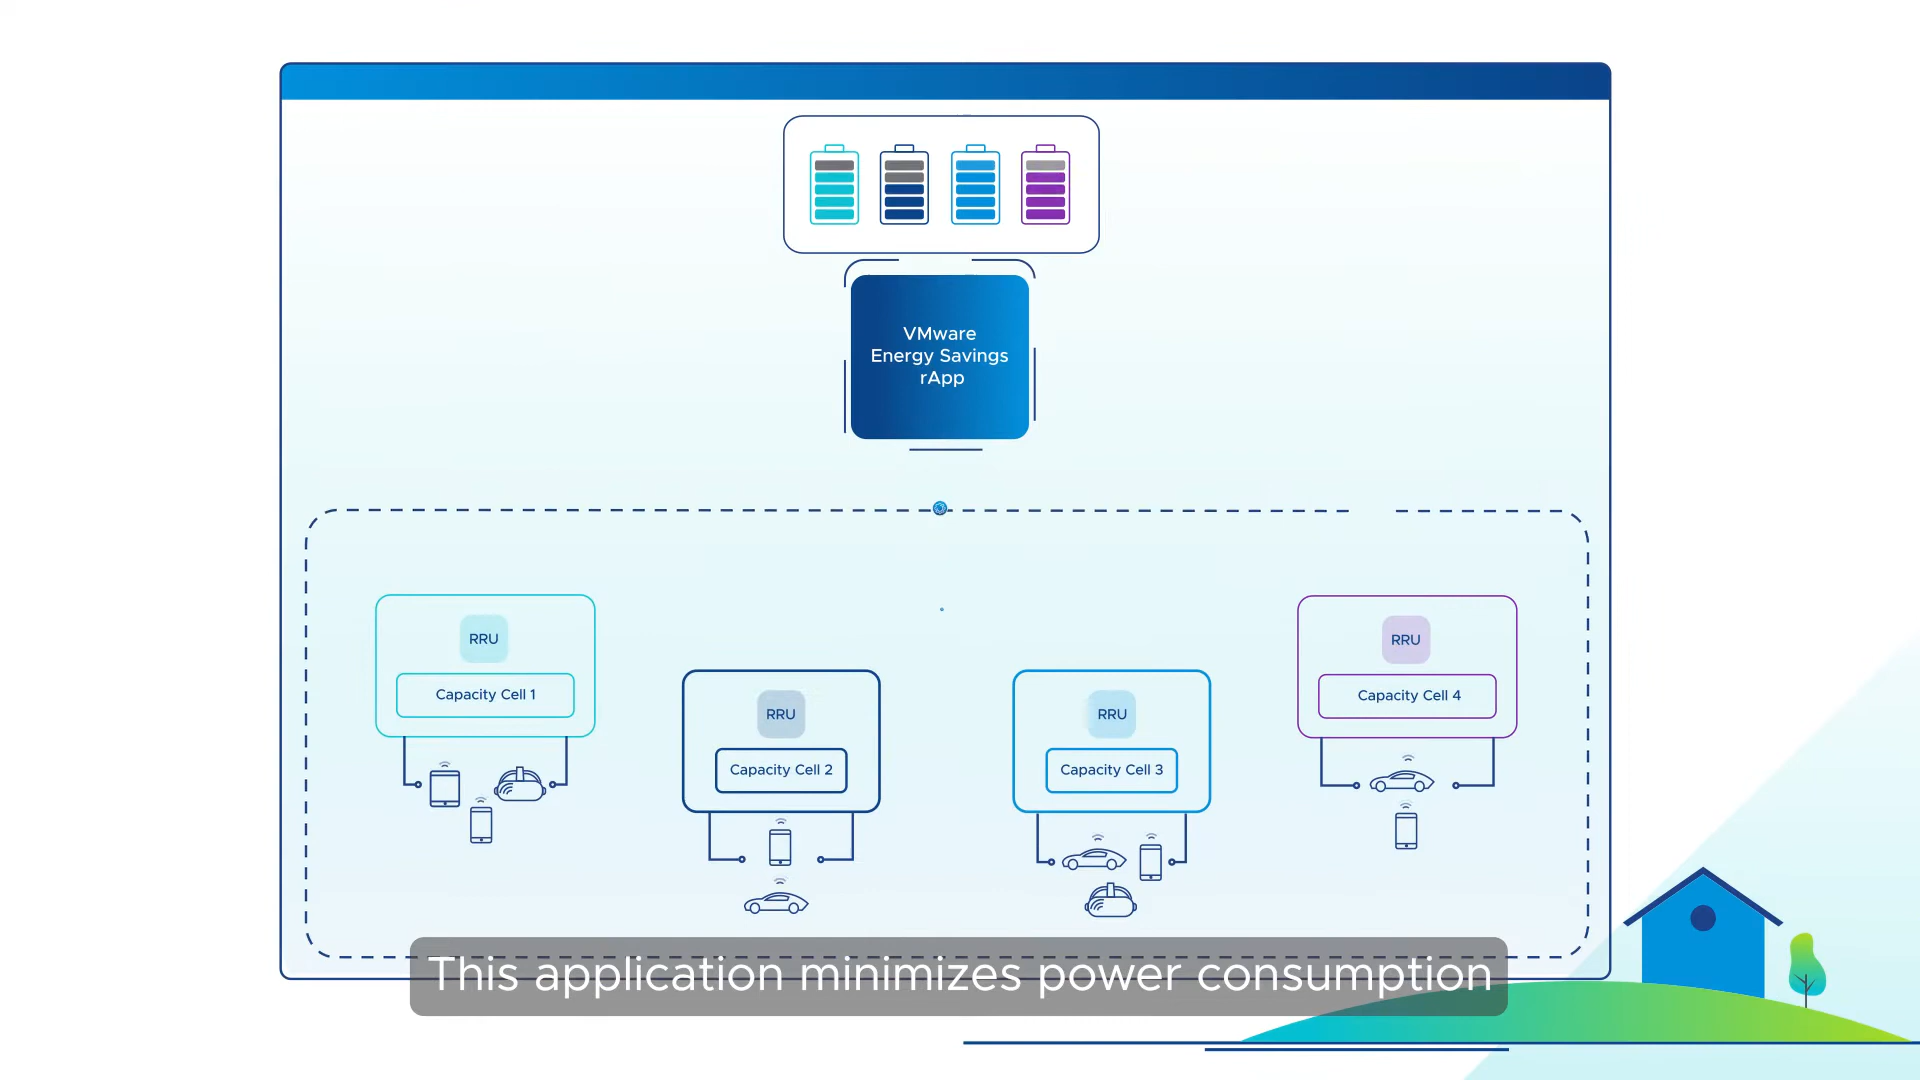 VMware
Energy Savings
rApp
RRU
Capacity Cell 1
RRU
Capacity Cell 2
RRU
Capacity Cell 3
RRU
Capacity Cell 4
This application minimizes power consumption